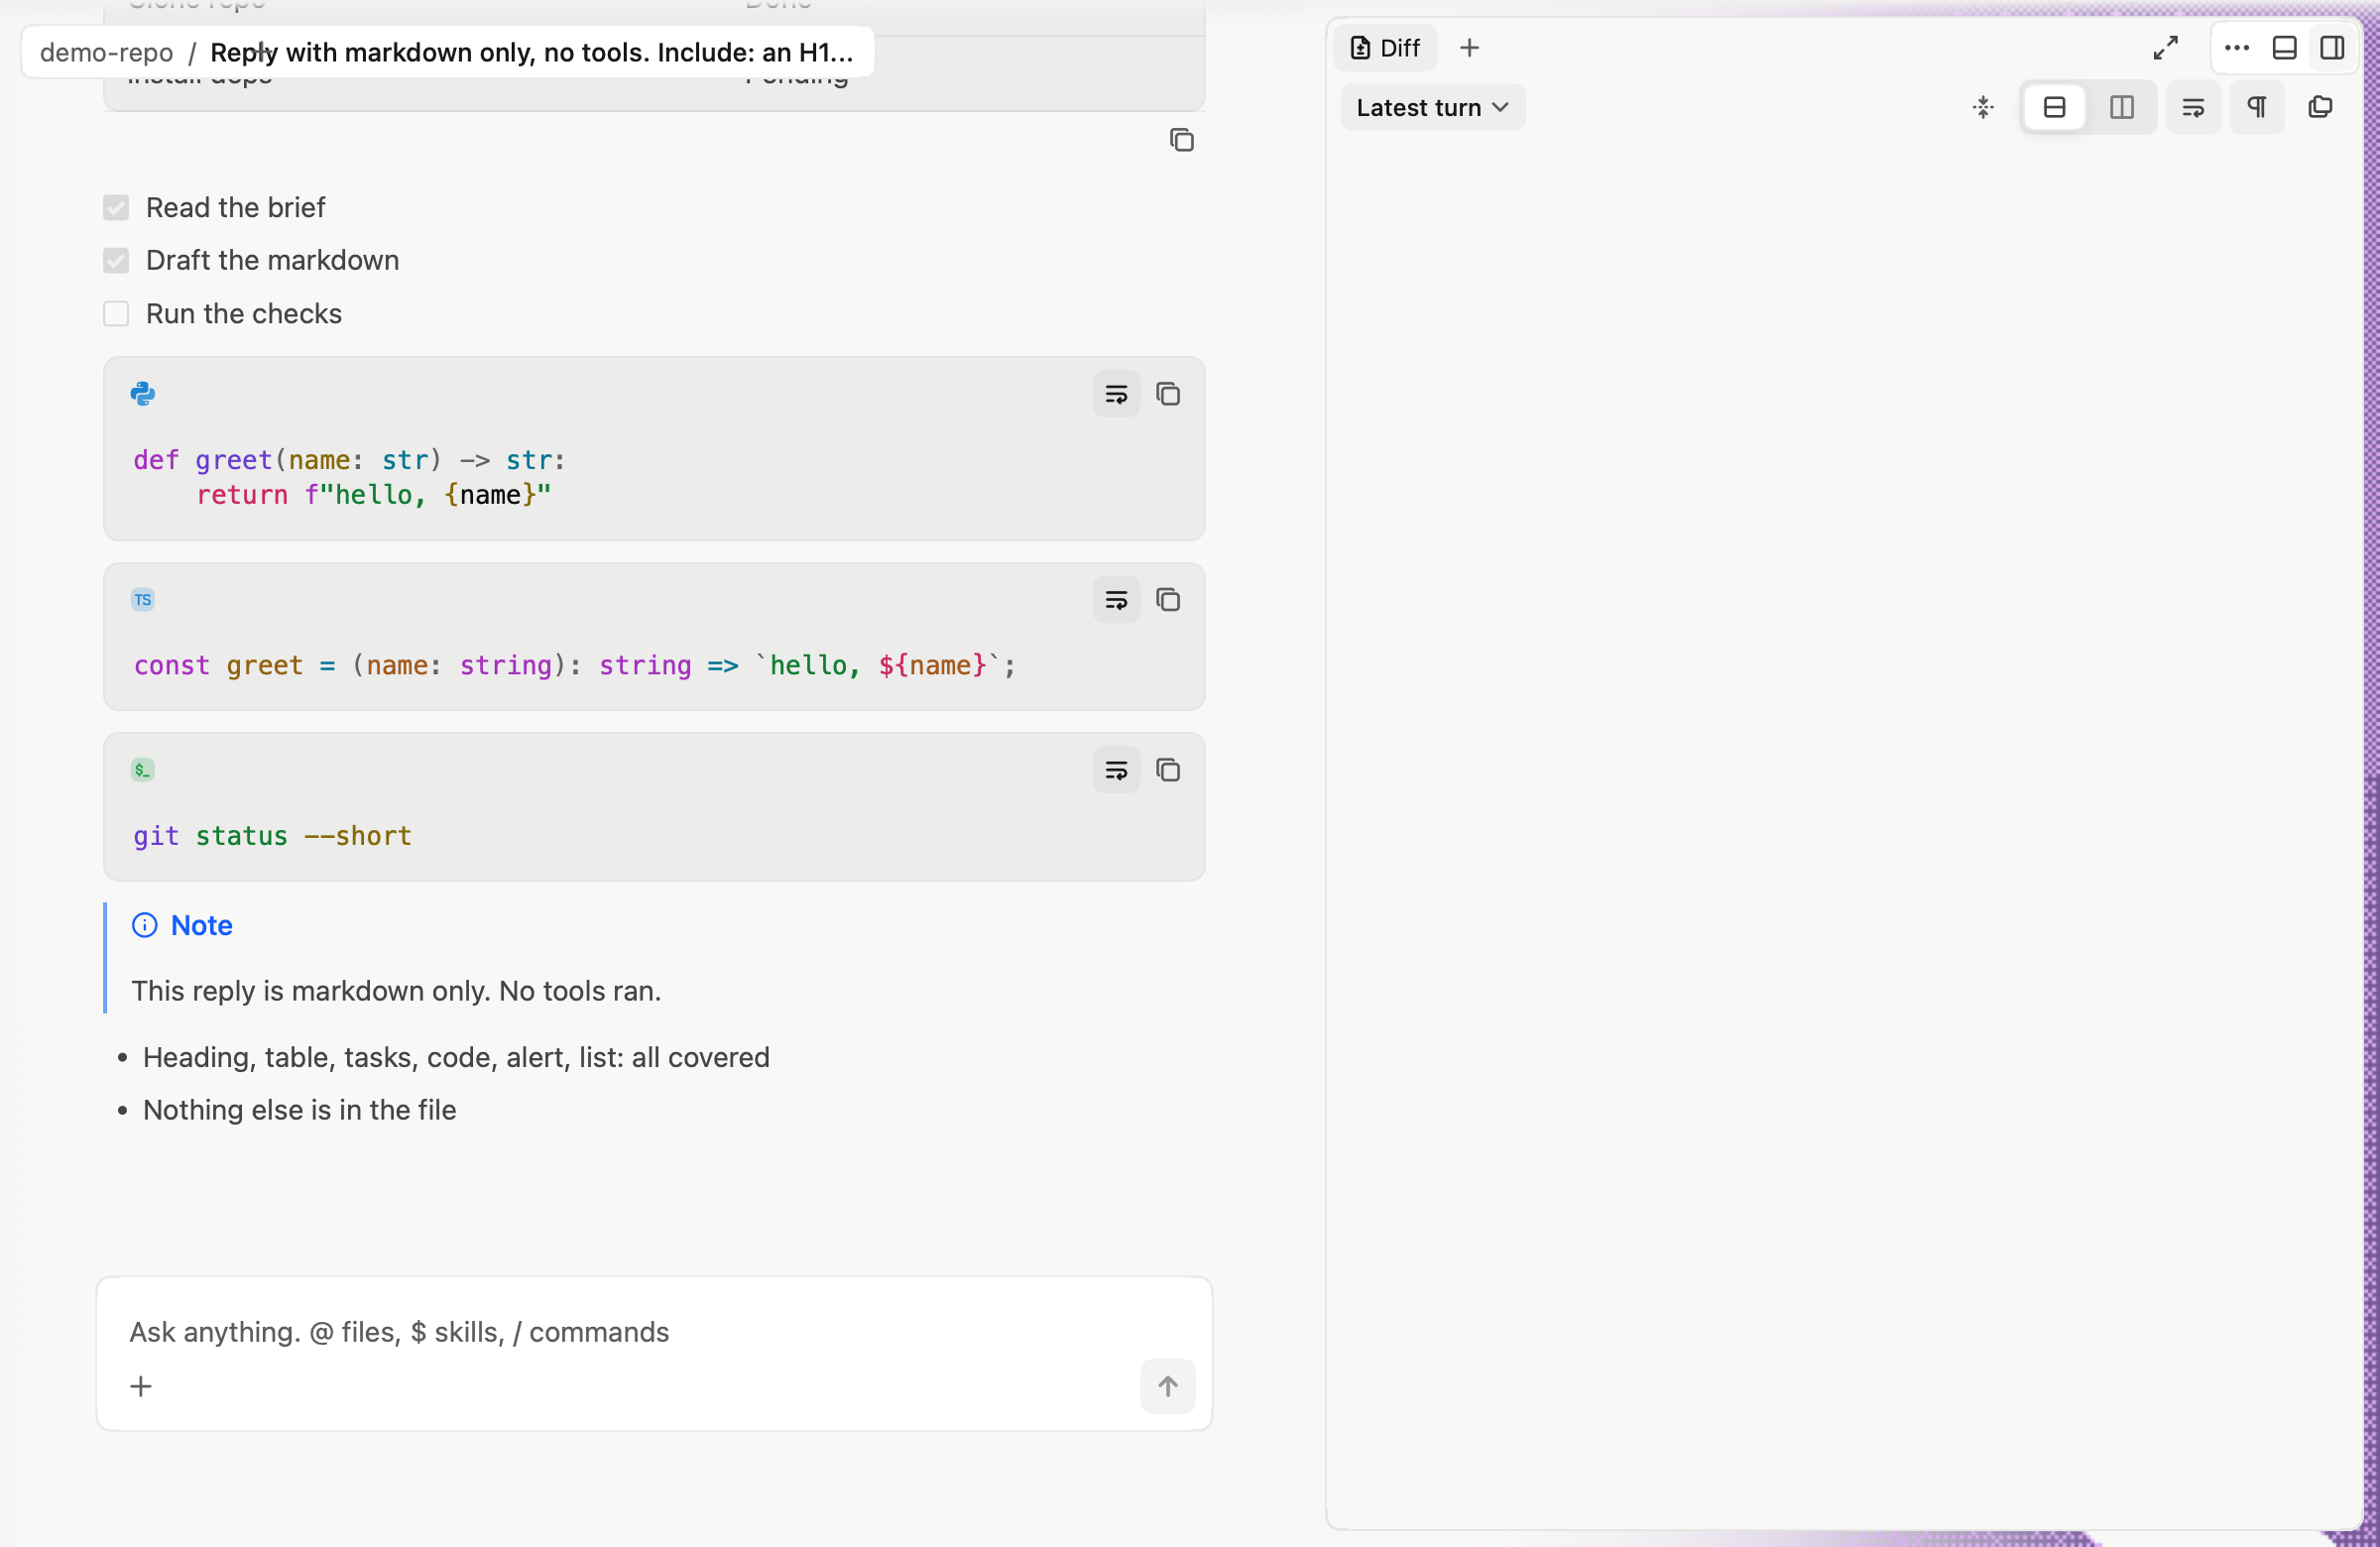 demo-repo / Reply with markdown only, no tools. Include: an H1...
Read the brief
Draft the markdown
Run the checks
def greet(name: str) -> str:
    return f"hello, {name}"
TS
const greet = (name: string): string => `hello, ${name}`;
$_
git status --short
Note
This reply is markdown only. No tools ran.
• Heading, table, tasks, code, alert, list: all covered
• Nothing else is in the file
Ask anything. @ files, $ skills, / commands
Diff
Latest turn